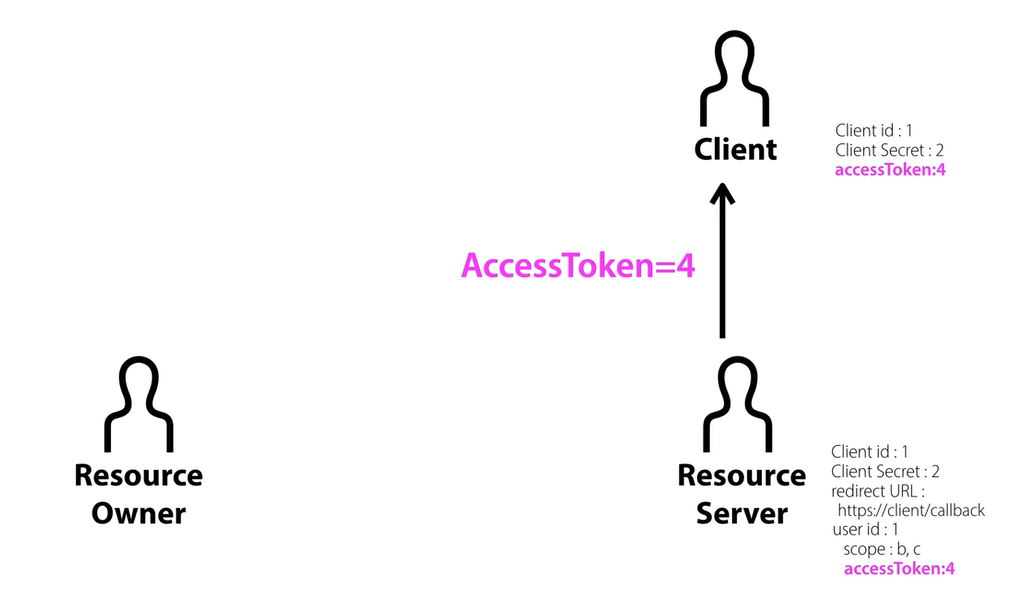 Client
Client id : 1
Client Secret : 2
accessToken:4
AccessToken=4
Resource
Owner
Resource
Server
Client id : 1
Client Secret : 2
redirect URL :
https://client/callback
user id : 1
scope : b, c
accessToken:4